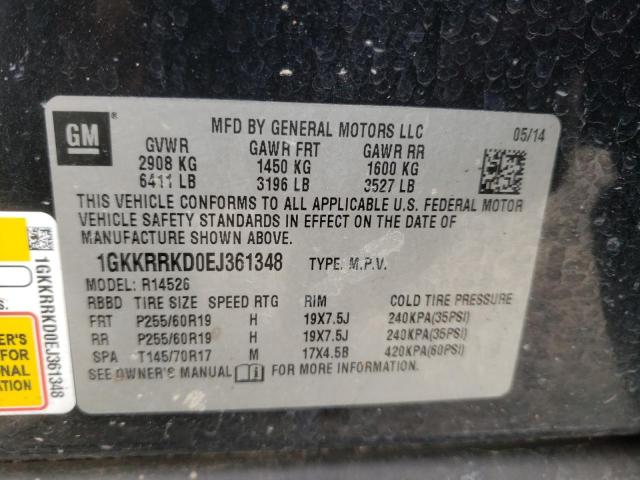 GM
MFD BY GENERAL MOTORS LLC
05/14
GVWR GAWR FRT GAWR RR
2908 KG 1450 KG 1600 KG
6411 LB 3196 LB 3527 LB
THIS VEHICLE CONFORMS TO ALL APPLICABLE U.S. FEDERAL MOTOR
VEHICLE SAFETY STANDARDS IN EFFECT ON THE DATE OF
MANUFACTURE SHOWN ABOVE.
1GKKRRKD0EJ361348 TYPE: M.P.V.
MODEL: R14526
RBBD TIRE SIZE SPEED RTG RIM COLD TIRE PRESSURE
FRT P255/60R19 H 19X7.5J 240KPA(35PSI)
RR P255/60R19 H 19X7.5J 240KPA(35PSI)
SPA T145/70R17 M 17X4.5B 420KPA(60PSI)
SEE OWNER'S MANUAL i FOR MORE INFORMATION.
1GKKRRKD0EJ361348
OWNER'S
FOR
ATION